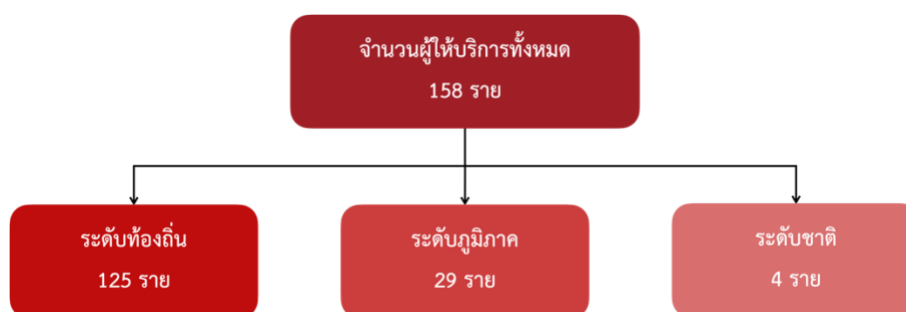 จำนวนผู้ให้บริการทั้งหมด
158 ราย
ระดับท้องถิ่น
125 ราย
ระดับภูมิภาค
29 ราย
ระดับชาติ
4 ราย